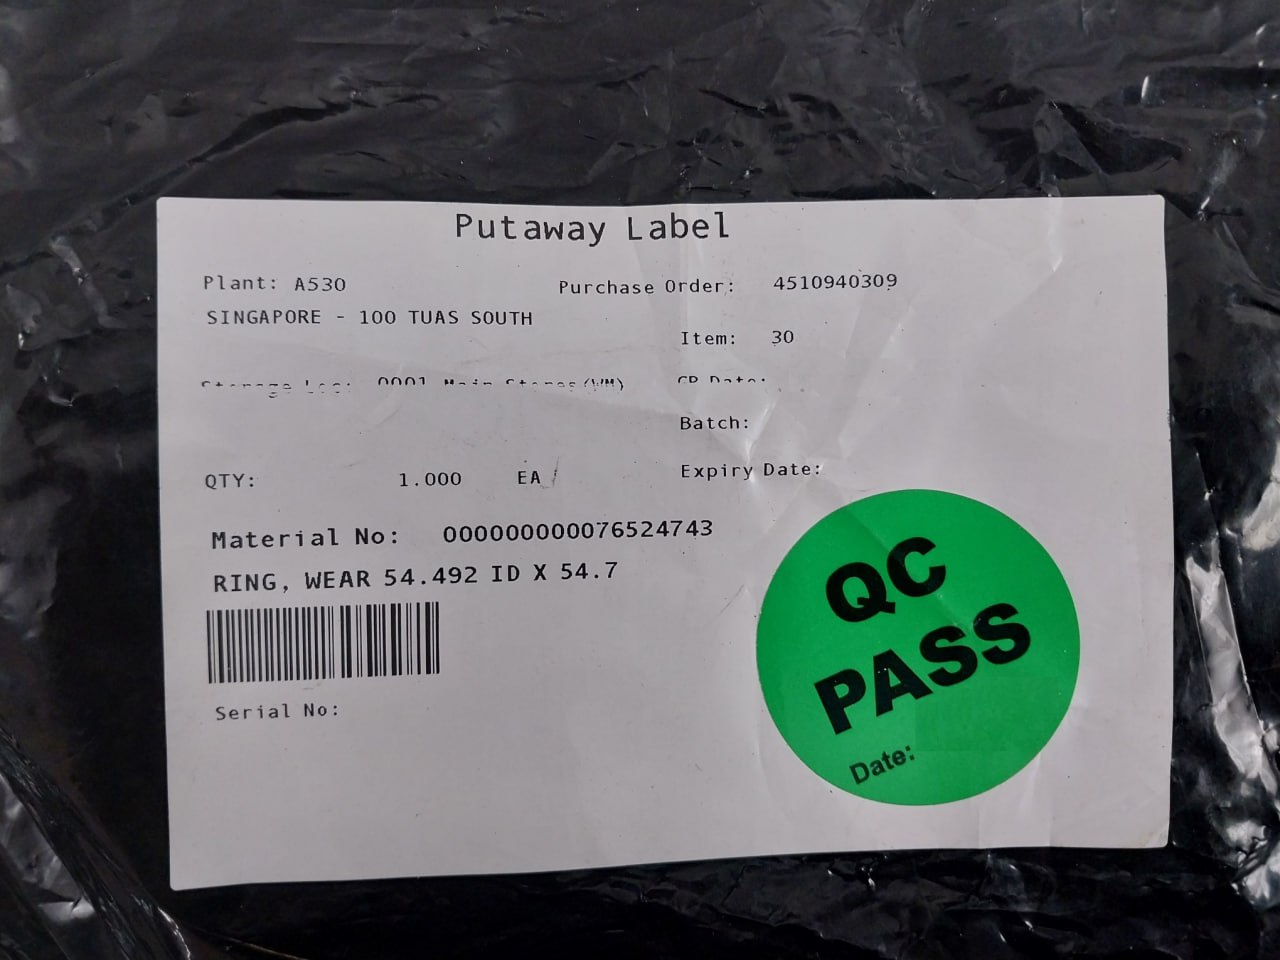 Putaway Label
Plant: A530
Purchase Order: 4510940309
SINGAPORE - 100 TUAS SOUTH
Item: 30
0001
Batch:
QTY: 1.000 EA
Expiry Date:
Material No: 000000000076524743
RING, WEAR 54.492 ID X 54.7
Serial No:
QC
PASS
Date: